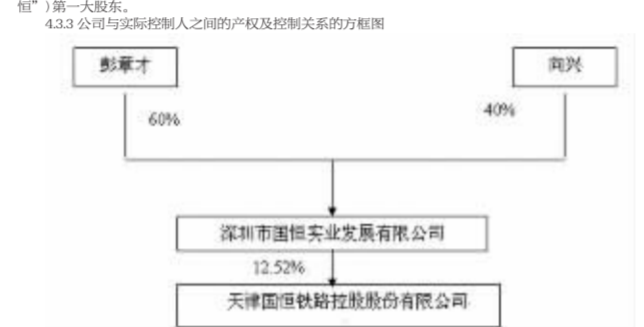 恒”）第一大股东。
4.3.3 公司与实际控制人之间的产权及控制关系的方框图
彭章才
向兴
60%
40%
深圳市国恒实业发展有限公司
12.52%
天津国恒铁路控股股份有限公司